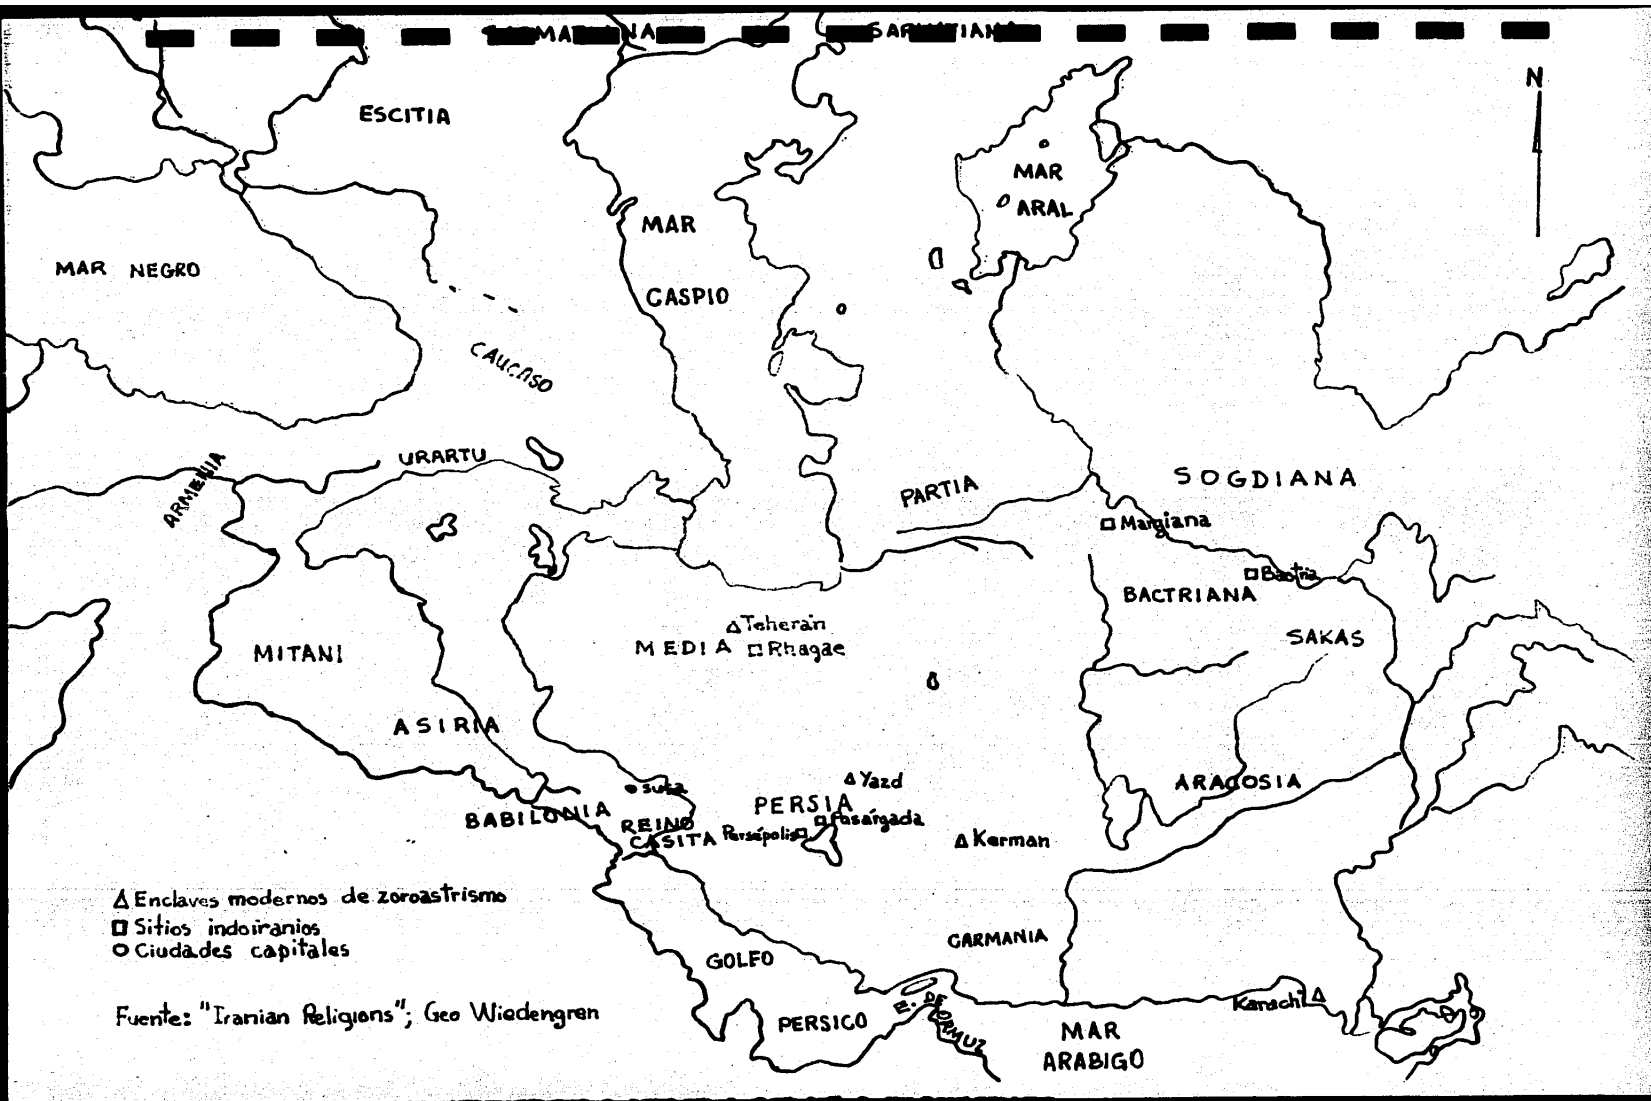 SARMATIANA
ESCITIA
N
MAR
ARAL
MAR
CASPIO
MAR NEGRO
CAUCASO
URARTU
ARMENIA
PARTIA
SOGDIANA
Margiana
Bactria
BACTRIANA
SAKAS
Teherán
MEDIA Rhagae
MITANI
ASIRIA
Yazd
ARACOSIA
suṡa
PERSIA
Pasárgada
BABILONIA
REINO
CASITA Persépolis
Kerman
Enclaves modernos de zoroastrismo
Sitios indoiranios
Ciudades capitales
CARMANIA
GOLFO
PERSICO
E. DE
ORMUZ
Karachi
MAR
ARABIGO
Fuente: "Iranian Religions"; Geo Wiedengren